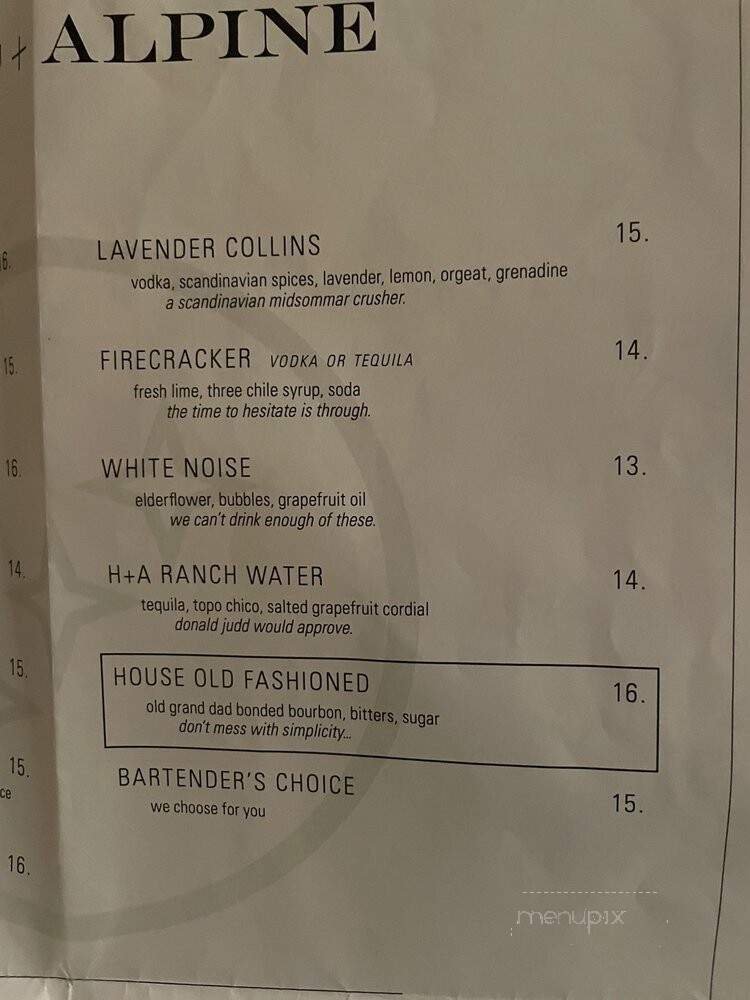 + ALPINE
LAVENDER COLLINS 15.
vodka, scandinavian spices, lavender, lemon, orgeat, grenadine
a scandinavian midsommar crusher.
FIRECRACKER VODKA OR TEQUILA 14.
fresh lime, three chile syrup, soda
the time to hesitate is through.
WHITE NOISE 13.
elderflower, bubbles, grapefruit oil
we can't drink enough of these.
H+A RANCH WATER 14.
tequila, topo chico, salted grapefruit cordial
donald judd would approve.
HOUSE OLD FASHIONED 16.
old grand dad bonded bourbon, bitters, sugar
don't mess with simplicity...
BARTENDER'S CHOICE 15.
we choose for you
6.
15.
16.
14.
15.
15.
ce
16.
menupix